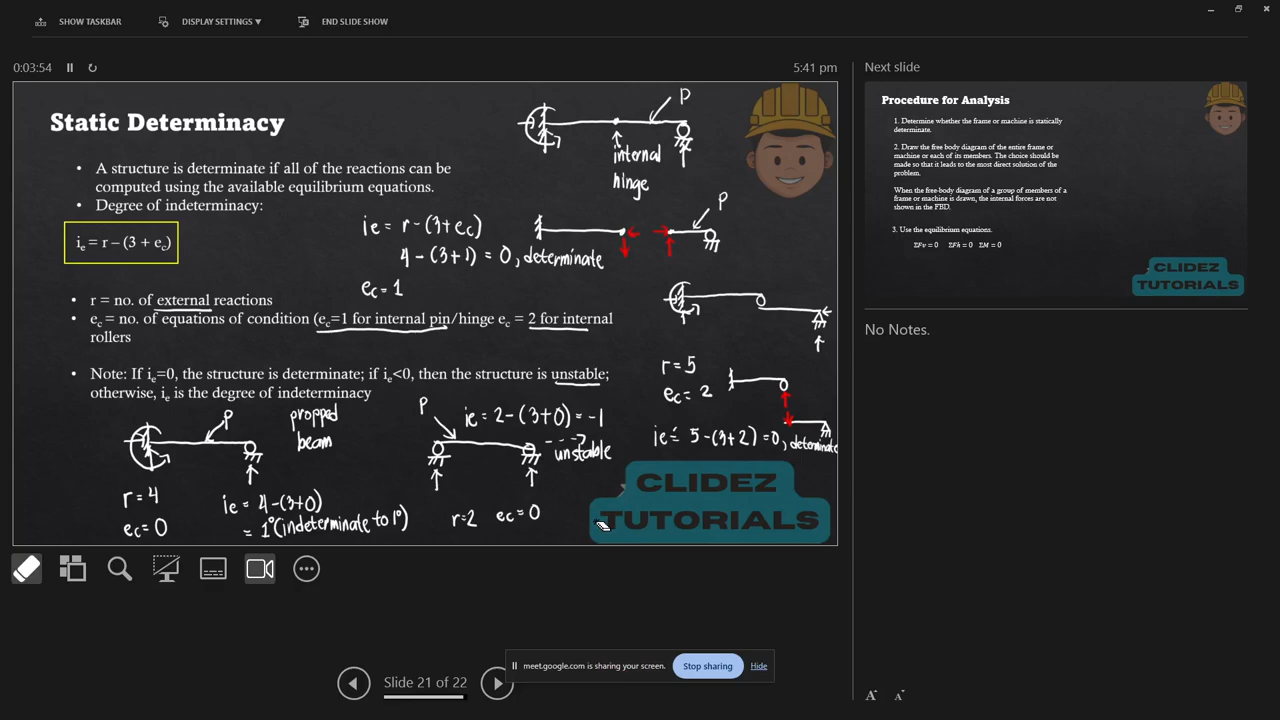 SHOW TASKBAR
DISPLAY SETTINGS
END SLIDE SHOW
0:03:54
5:41 pm
Static Determinacy
• A structure is determinate if all of the reactions can be
computed using the available equilibrium equations.
• Degree of indeterminacy:
iₑ = r – (3 + e꜀)
ie = r-(3+ec)
4-(3+1) = 0, determinate
ec = 1
• r = no. of external reactions
• e꜀ = no. of equations of condition (e꜀=1 for internal pin/hinge e꜀ = 2 for internal
rollers
• Note: If iₑ=0, the structure is determinate; if iₑ<0, then the structure is unstable;
otherwise, iₑ is the degree of indeterminacy
P
internal
hinge
P
r = 5
ec = 2
ie = 5-(3+2) = 0, determinate
P
propped
beam
r = 4
ec = 0
ie = 4-(3+0)
= 1°(indeterminate to 1°)
P
ie = 2-(3+0) = -1
unstable
r=2 ec=0
CLIDEZ
TUTORIALS
Next slide
Procedure for Analysis
1. Determine whether the frame or machine is statically
determinate.
2. Draw the free body diagram of the entire frame or
machine or each of its members. The choice should be
made so that it leads to the most direct solution of the
problem.
When the free-body diagram of a group of members of a
frame or machine is drawn, the internal forces are not
shown in the FBD.
3. Use the equilibrium equations.
ΣFv = 0 ΣFh = 0 ΣM = 0
CLIDEZ
TUTORIALS
No Notes.
meet.google.com is sharing your screen.
Stop sharing
Hide
Slide 21 of 22
A A